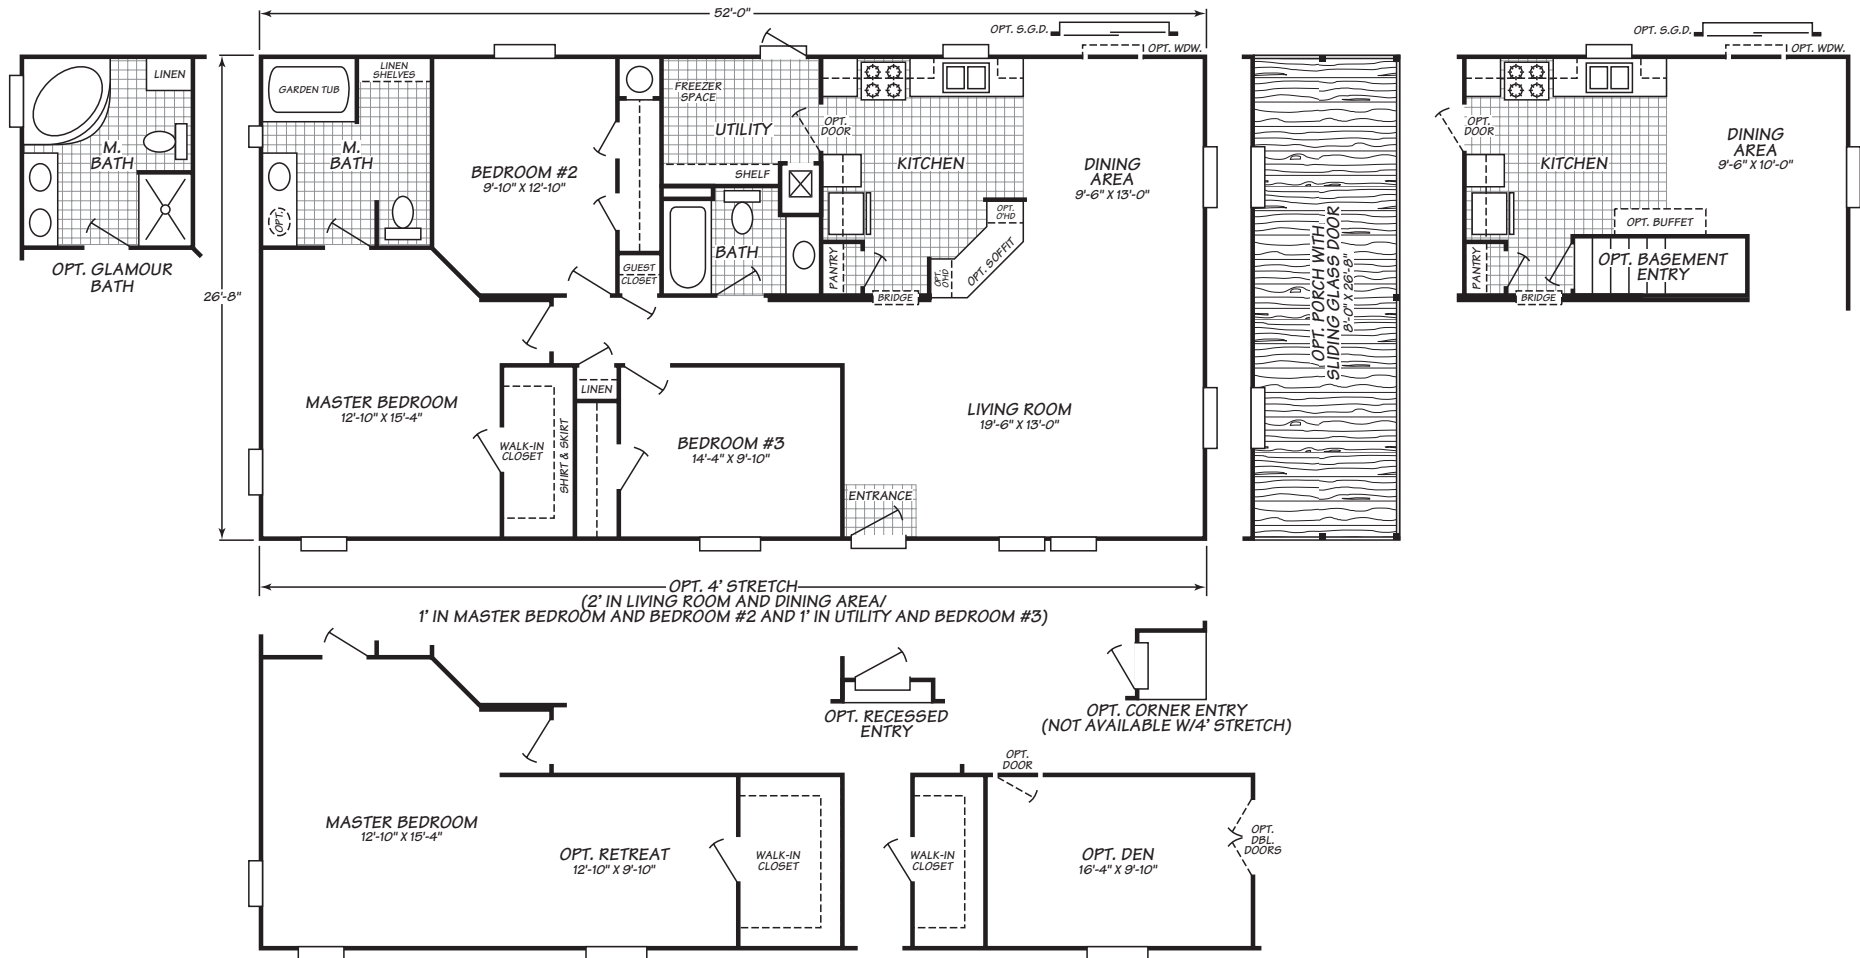 52'-0"
OPT. S.G.D.
OPT. WDW.
LINEN
M.
BATH
OPT. GLAMOUR
BATH
26'-8"
GARDEN TUB
LINEN
SHELVES
M.
BATH
OPT.
BEDROOM #2
9'-10" X 12'-10"
GUEST
CLOSET
FREEZER
SPACE
UTILITY
SHELF
BATH
OPT.
DOOR
KITCHEN
PANTRY
BRIDGE
OPT.
O'HD
OPT.
O'HD
OPT. SOFFIT
DINING
AREA
9'-6" X 13'-0"
MASTER BEDROOM
12'-10" X 15'-4"
WALK-IN
CLOSET
SHIRT & SKIRT
LINEN
BEDROOM #3
14'-4" X 9'-10"
LIVING ROOM
19'-6" X 13'-0"
ENTRANCE
OPT. PORCH WITH
SLIDING GLASS DOOR
8'-0" X 26'-8"
OPT. S.G.D.
OPT. WDW.
OPT.
DOOR
KITCHEN
DINING
AREA
9'-6" X 10'-0"
OPT. BUFFET
OPT. BASEMENT
ENTRY
PANTRY
BRIDGE
OPT. 4' STRETCH
(2' IN LIVING ROOM AND DINING AREA/
1' IN MASTER BEDROOM AND BEDROOM #2 AND 1' IN UTILITY AND BEDROOM #3)
OPT. RECESSED
ENTRY
OPT. CORNER ENTRY
(NOT AVAILABLE W/4' STRETCH)
MASTER BEDROOM
12'-10" X 15'-4"
OPT. RETREAT
12'-10" X 9'-10"
WALK-IN
CLOSET
WALK-IN
CLOSET
OPT.
DOOR
OPT. DEN
16'-4" X 9'-10"
OPT.
DBL.
DOORS